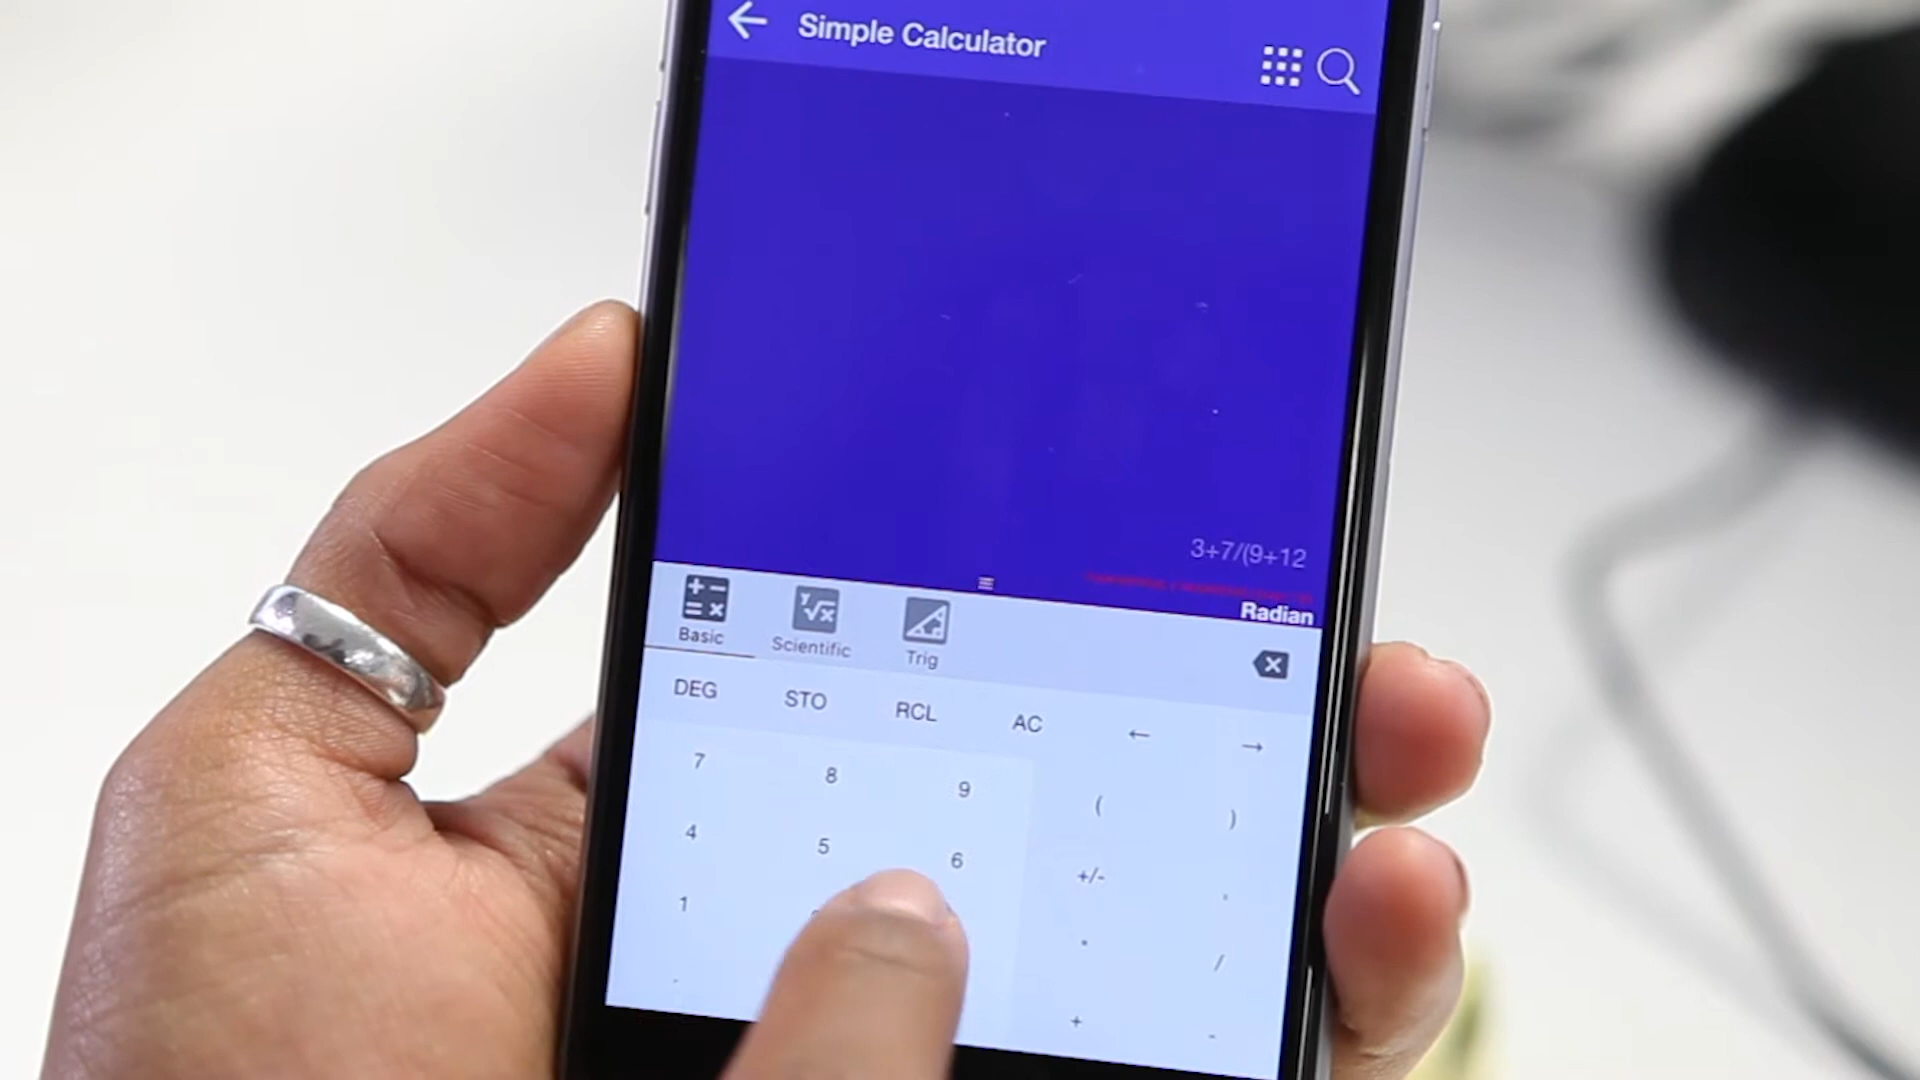 Simple Calculator
3+7/(9+12
Radian
Basic
Scientific
Trig
DEG STO RCL AC ← →
7 8 9 ( )
4 5 6 +/- ,
1 * /
. + -